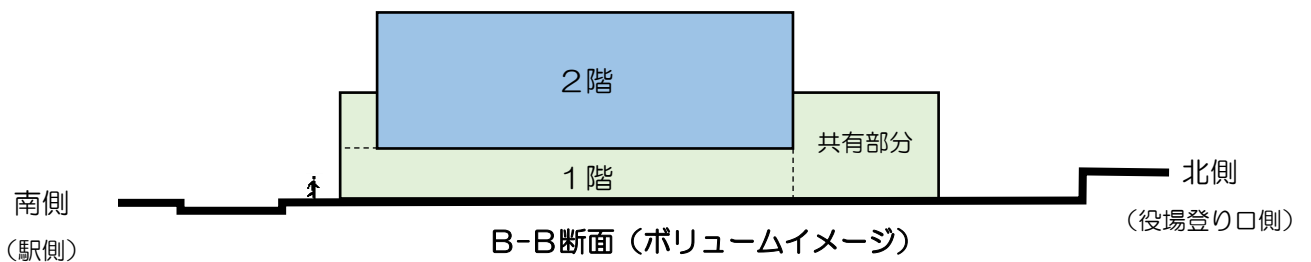 ２階
共有部分
１階
南側
（駅側）
北側
（役場登り口側）
B-B断面（ボリュームイメージ）